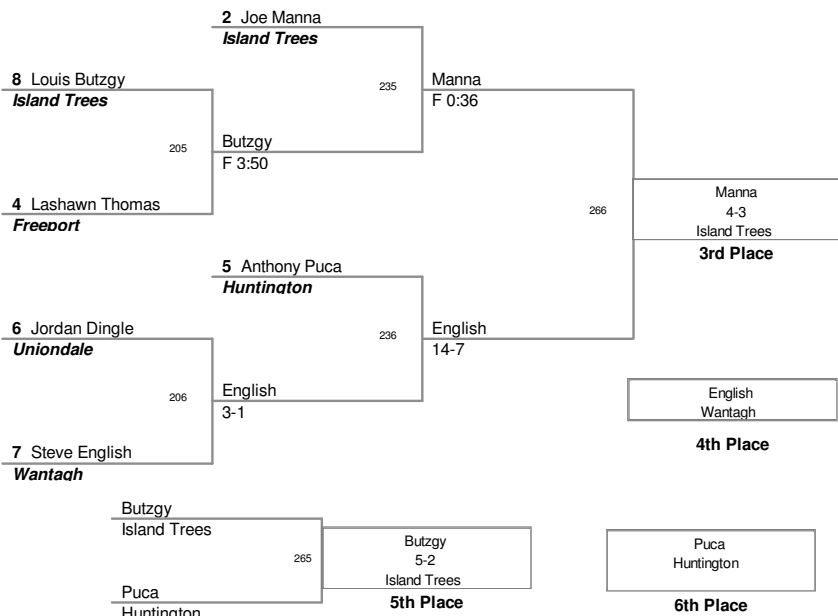 2 Joe Manna
Island Trees
8 Louis Butzgy
Island Trees
235
Manna
F 0:36
205
Butzgy
F 3:50
4 Lashawn Thomas
Freeport
266
Manna
4-3
Island Trees
3rd Place
5 Anthony Puca
Huntington
6 Jordan Dingle
Uniondale
236
English
14-7
206
English
3-1
English
Wantagh
4th Place
7 Steve English
Wantagh
Butzgy
Island Trees
265
Butzgy
5-2
Island Trees
5th Place
Puca
Huntington
Puca
Huntington
6th Place